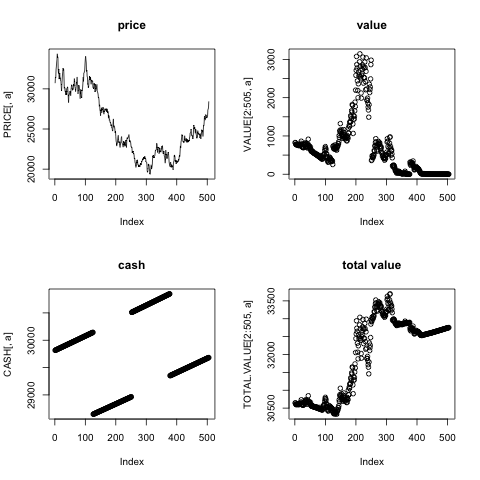 price
PRICE[, a]
20000 25000 30000
0 100 200 300 400 500
Index
value
VALUE[2:505, a]
0 1000 2000 3000
0 100 200 300 400 500
Index
cash
CASH[, a]
29000 30000
0 100 200 300 400 500
Index
total value
TOTAL.VALUE[2:505, a]
30500 32000 33500
0 100 200 300 400 500
Index